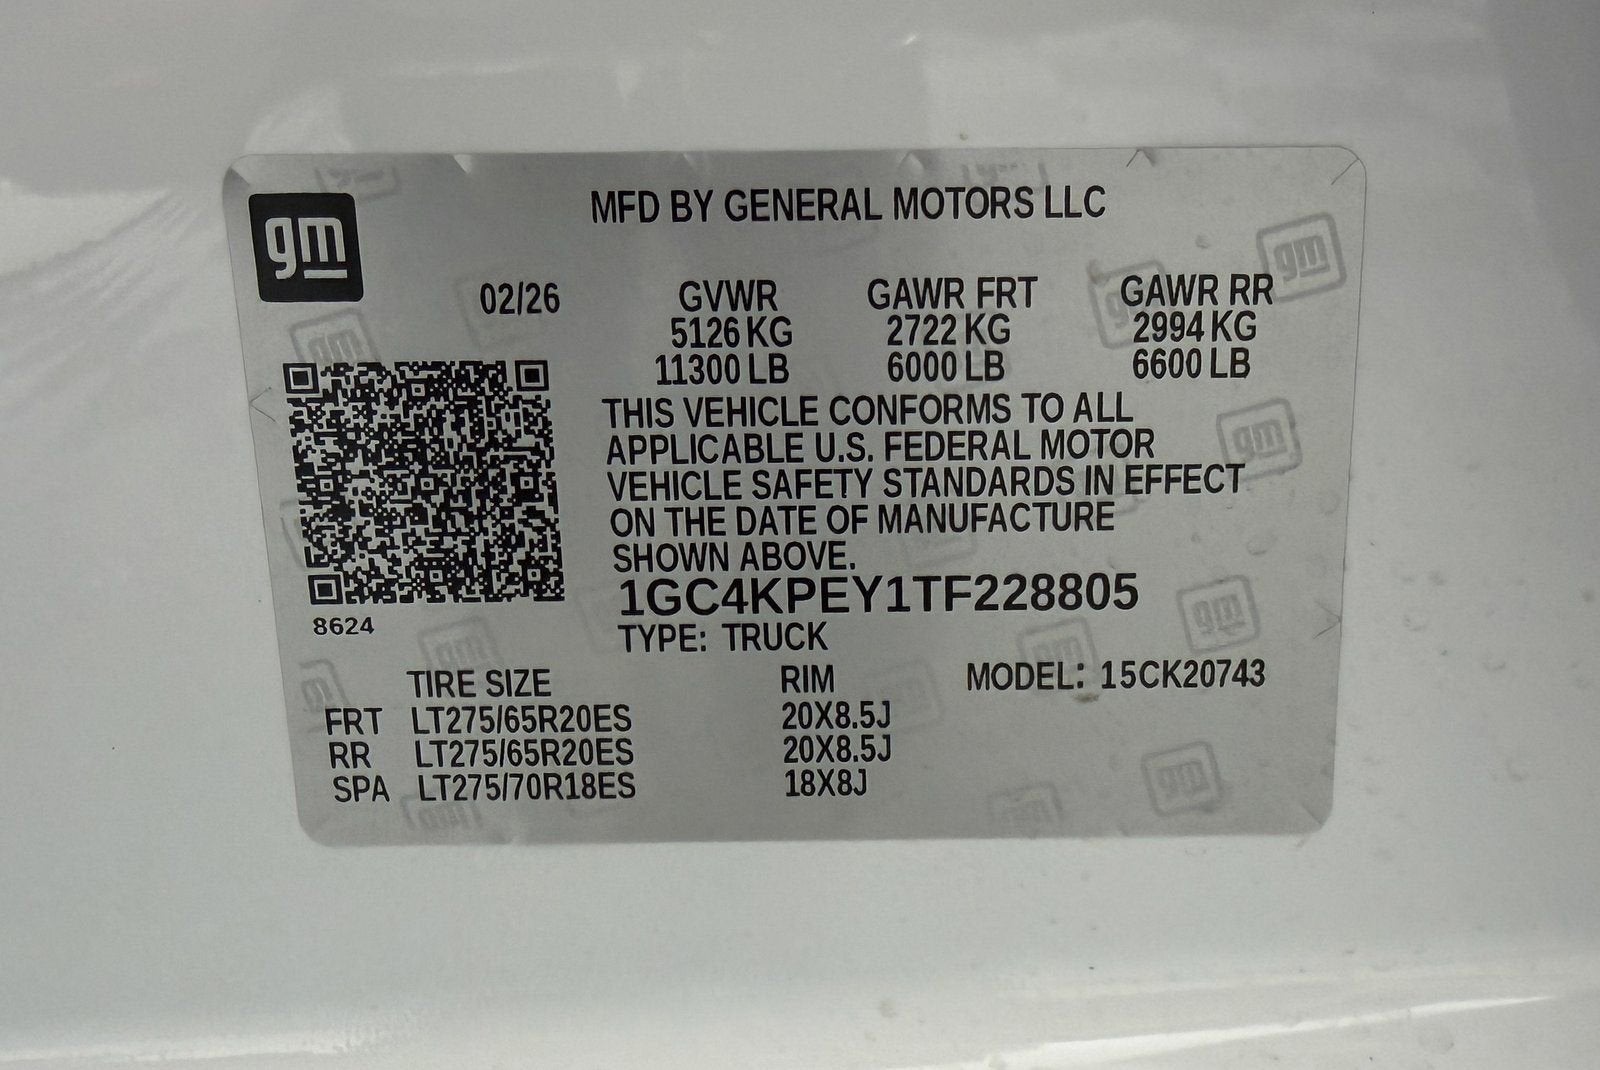 gm
MFD BY GENERAL MOTORS LLC
02/26 GVWR GAWR FRT GAWR RR
5126 KG 2722 KG 2994 KG
11300 LB 6000 LB 6600 LB
THIS VEHICLE CONFORMS TO ALL
APPLICABLE U.S. FEDERAL MOTOR
VEHICLE SAFETY STANDARDS IN EFFECT
ON THE DATE OF MANUFACTURE
SHOWN ABOVE.
1GC4KPEY1TF228805
8624
TYPE: TRUCK
TIRE SIZE RIM MODEL: 15CK20743
FRT LT275/65R20ES 20X8.5J
RR LT275/65R20ES 20X8.5J
SPA LT275/70R18ES 18X8J